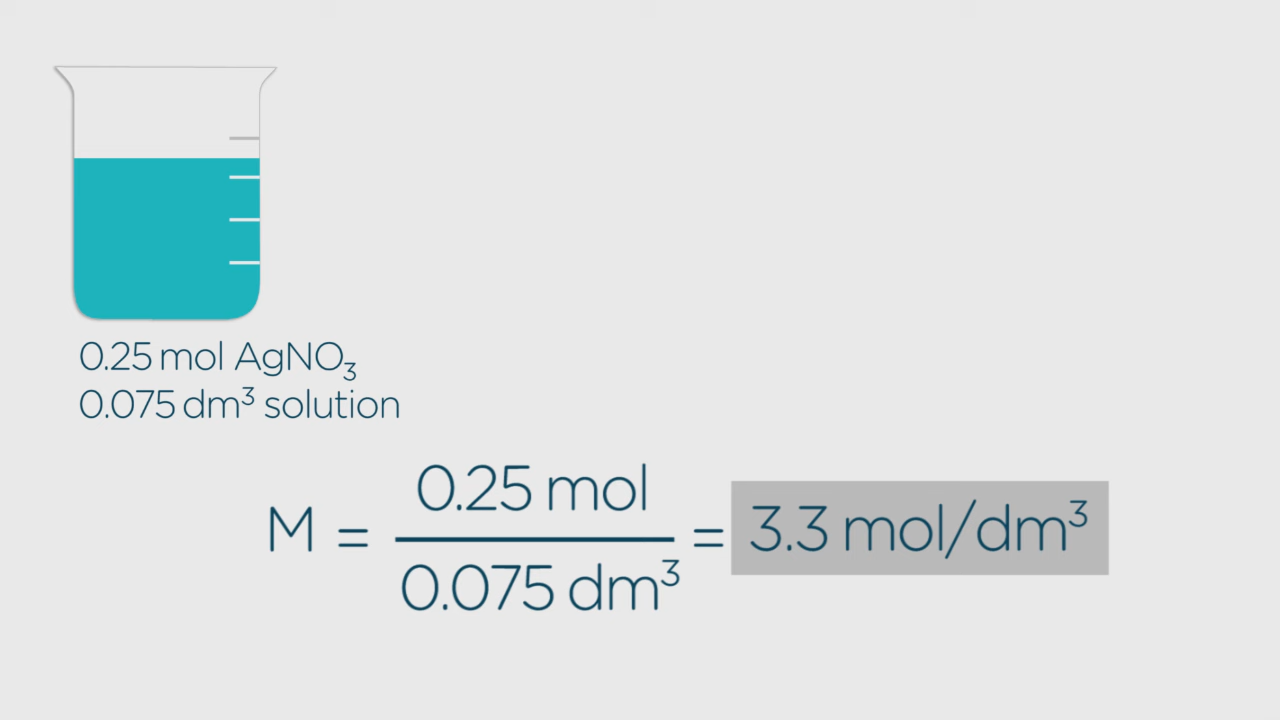 0.25 mol AgNO₃
0.075 dm³ solution
M = 0.25 mol / 0.075 dm³ = 3.3 mol/dm³